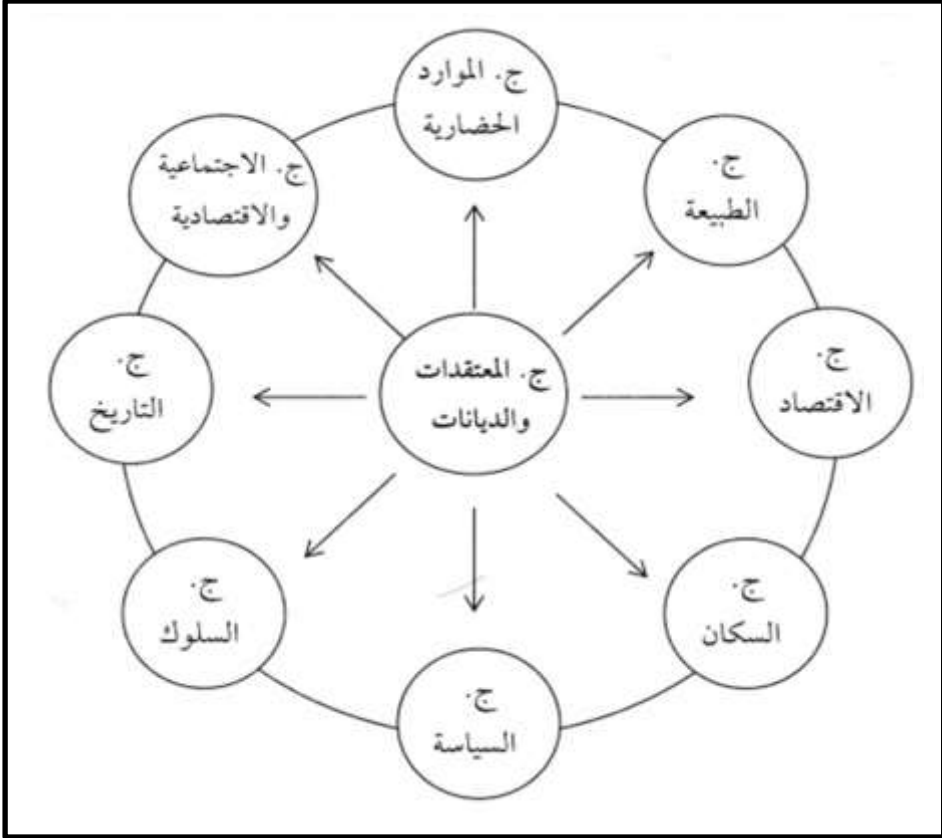 ج. الموارد
الحضارية
ج.
الطبيعة
ج. الاجتماعية
والاقتصادية
ج. المعتقدات
والديانات
ج.
الاقتصاد
ج.
التاريخ
ج.
السكان
ج.
السلوك
ج.
السياسة